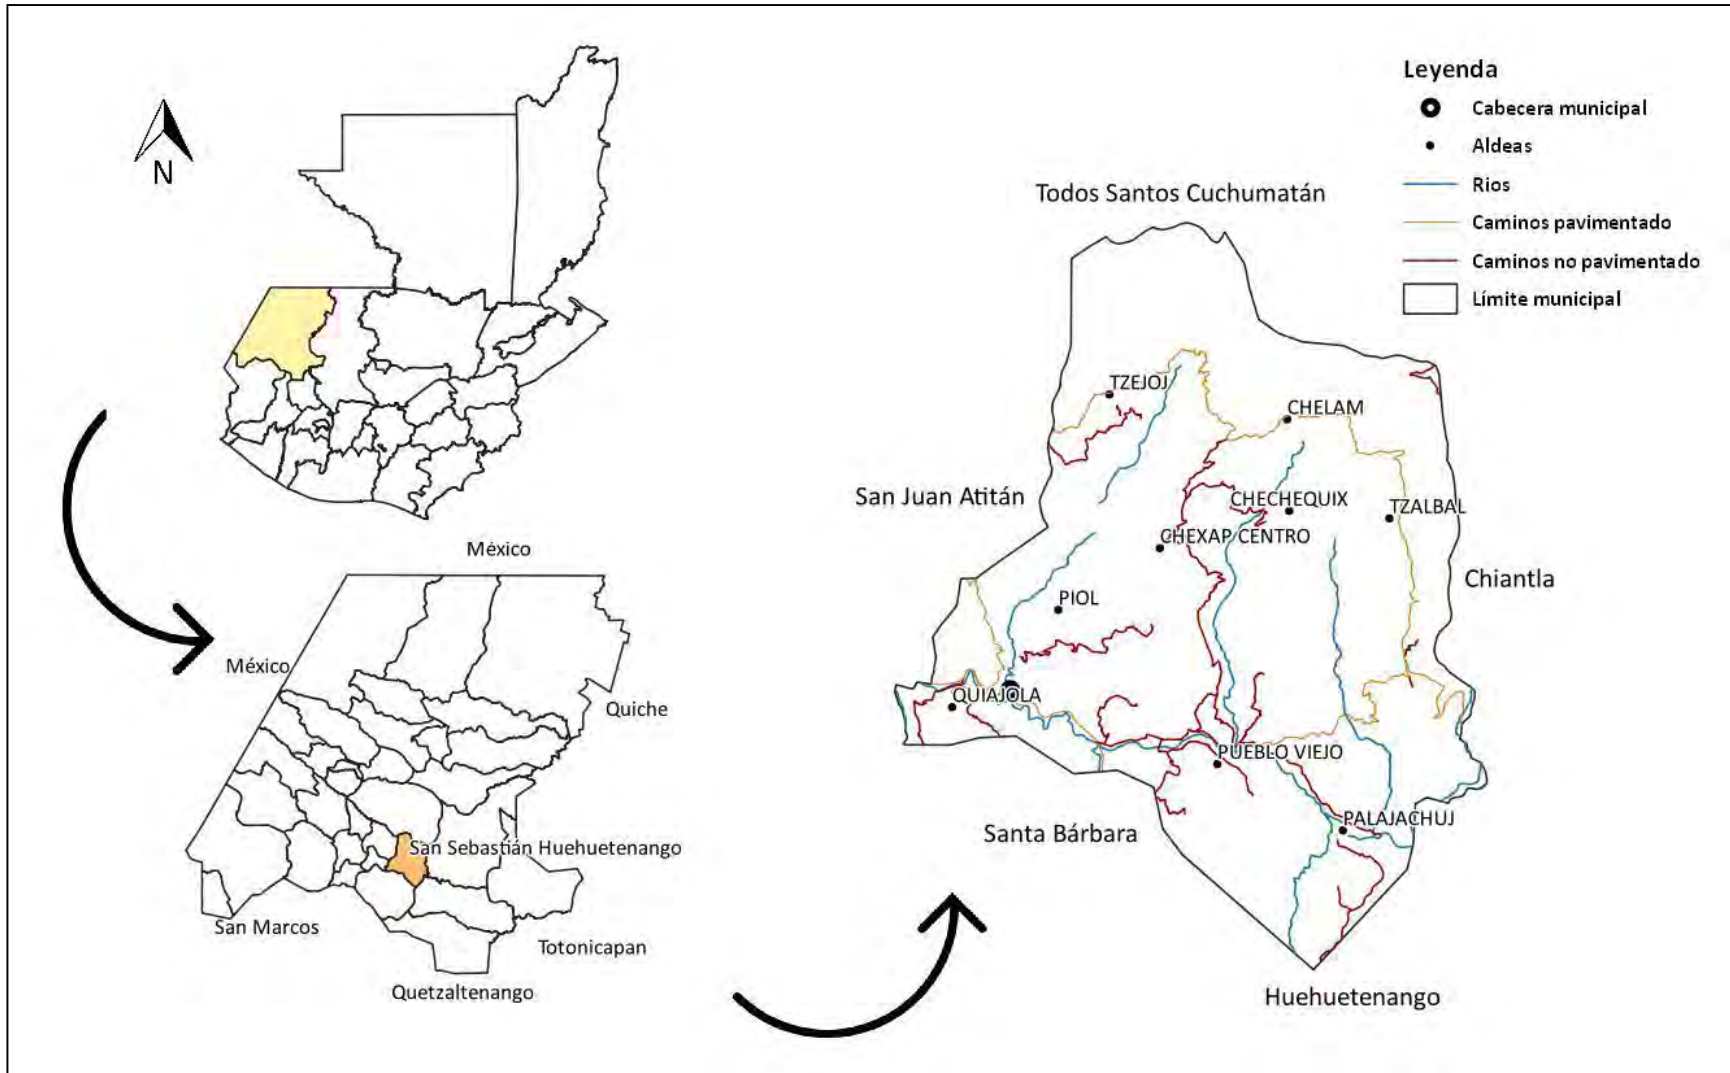 N
México
México
Quiche
San Sebastián Huehuetenango
San Marcos
Totonicapan
Quetzaltenango
Leyenda
Cabecera municipal
Aldeas
Rios
Caminos pavimentado
Caminos no pavimentado
Límite municipal
Todos Santos Cuchumatán
TZEJOJ
CHELAM
San Juan Atitán
CHECHEQUIX
TZALBAL
CHEXAP CENTRO
Chiantla
PIOL
QUIAJOLA
PUEBLO VIEJO
Santa Bárbara
PALAJACHUJ
Huehuetenango